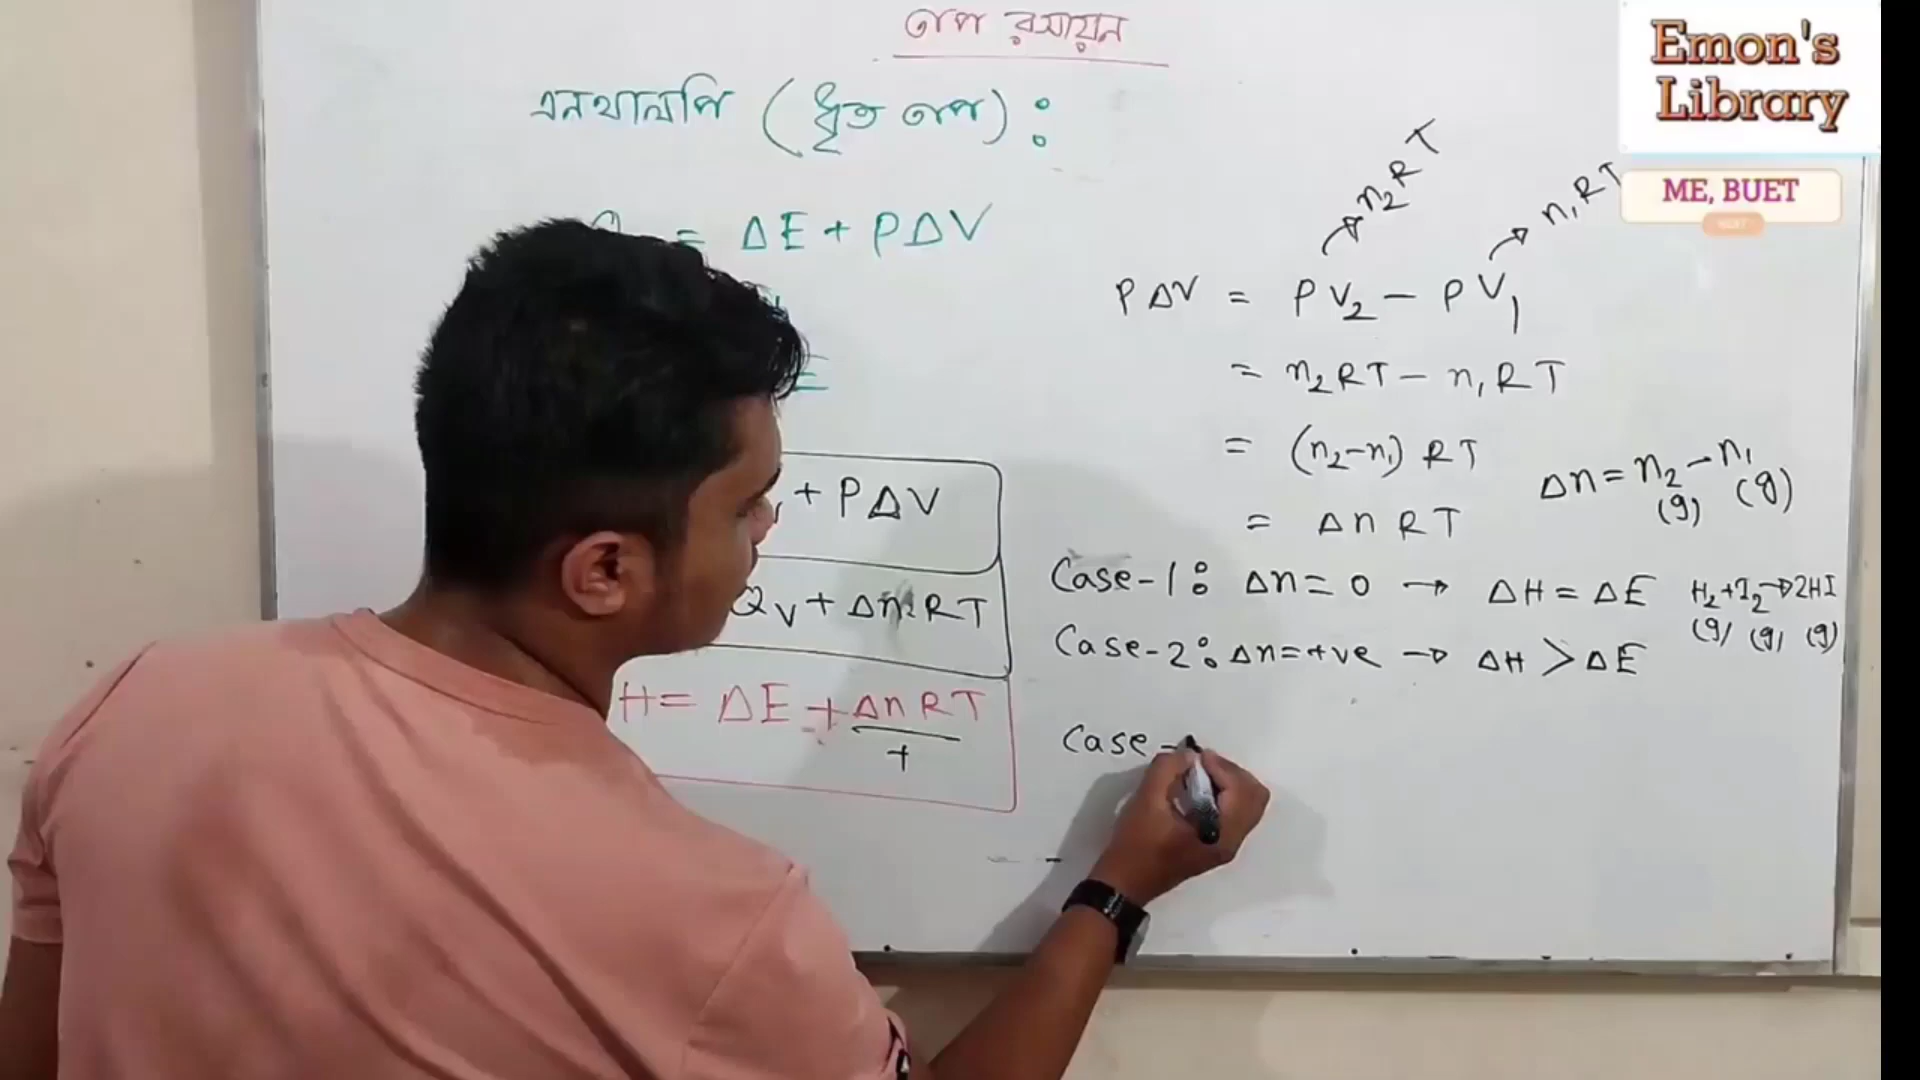 তাপ রসায়ন
এনথালপি (ধৃত তাপ) :
= ΔE + PΔV
+ PΔV
Qv + ΔnRT
H = ΔE + ΔnRT
+
n₂RT
n₁RT
PΔV = PV₂ - PV₁
= n₂RT - n₁RT
= (n₂-n₁) RT
= ΔnRT
Δn = n₂ - n₁
(g) (g)
Case-1: Δn = 0 → ΔH = ΔE
H₂+I₂→2HI
(g) (g) (g)
Case-2: Δn=+ve → ΔH > ΔE
Case -
Emon's
Library
ME, BUET